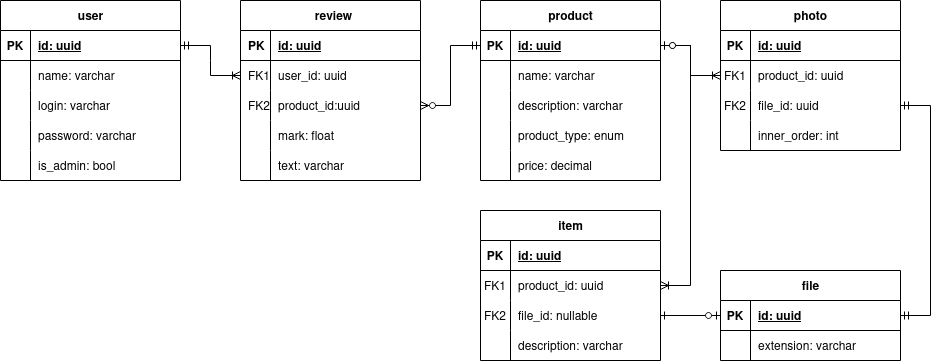 user
PK id: uuid
name: varchar
login: varchar
password: varchar
is_admin: bool
review
PK id: uuid
FK1 user_id: uuid
FK2 product_id:uuid
mark: float
text: varchar
product
PK id: uuid
name: varchar
description: varchar
product_type: enum
price: decimal
photo
PK id: uuid
FK1 product_id: uuid
FK2 file_id: uuid
inner_order: int
item
PK id: uuid
FK1 product_id: uuid
FK2 file_id: nullable
description: varchar
file
PK id: uuid
extension: varchar